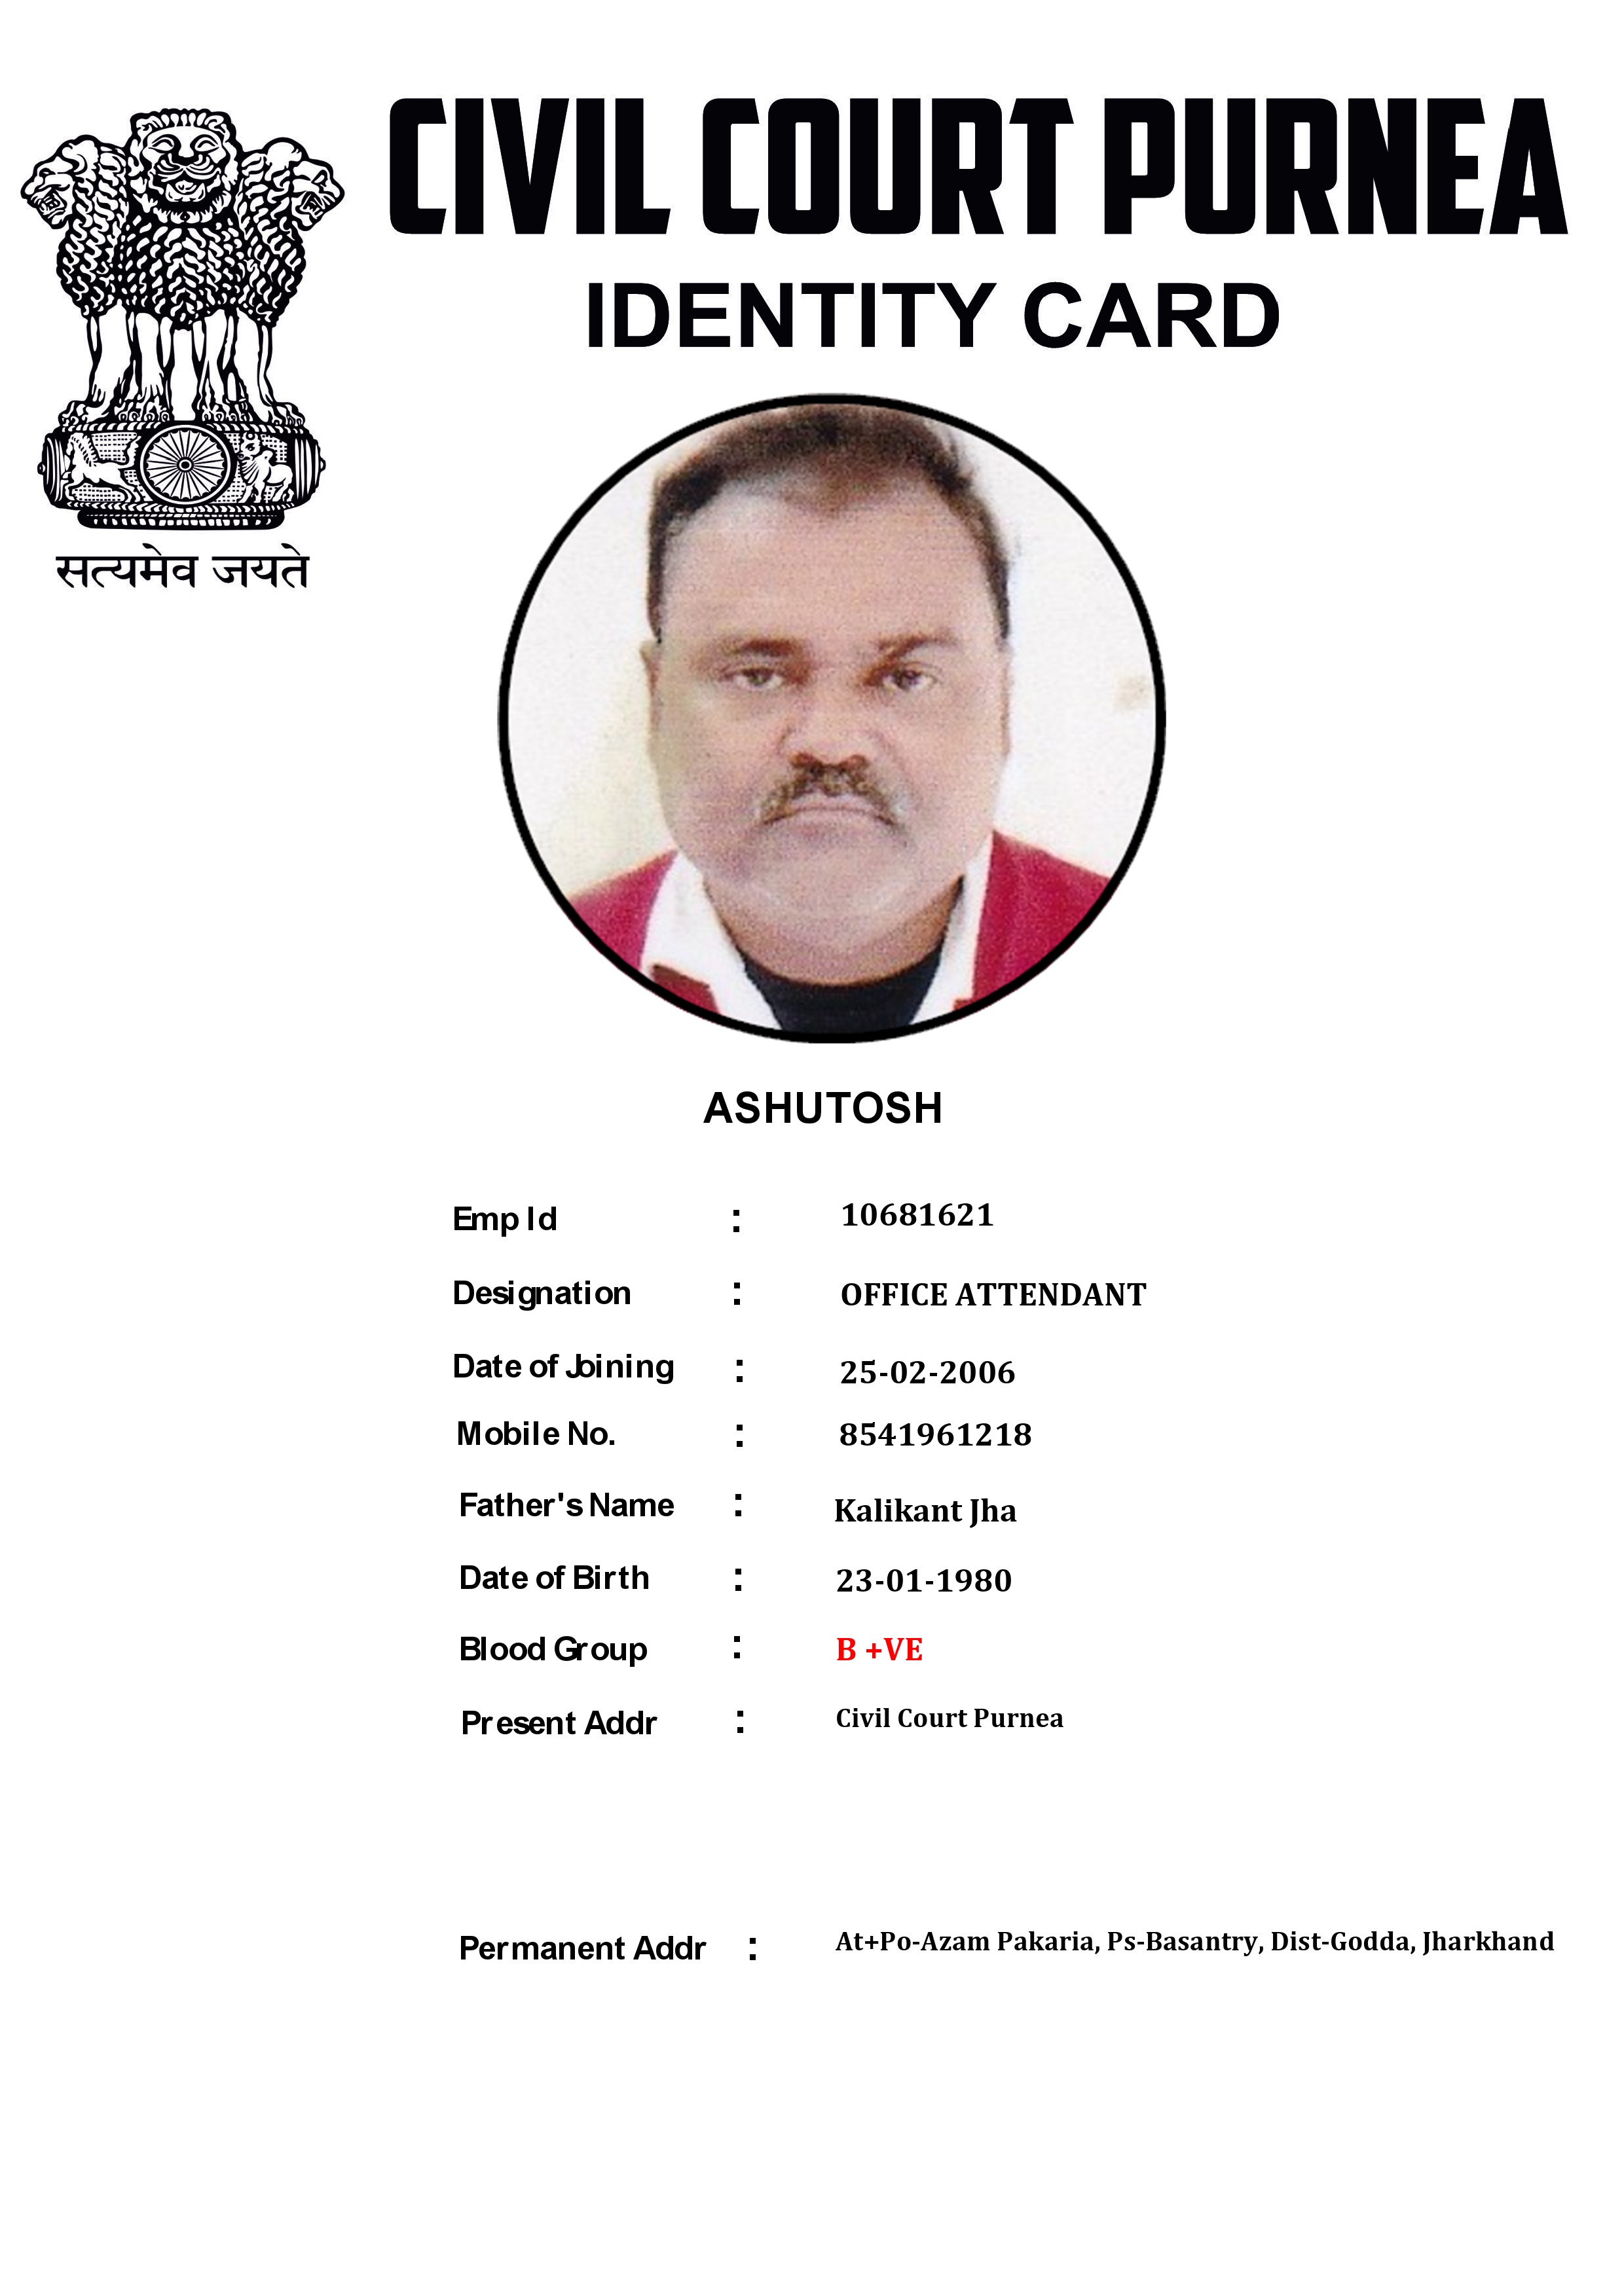 CIVIL COURT PURNEA
IDENTITY CARD
सत्यमेव जयते
ASHUTOSH
Emp Id : 10681621
Designation : OFFICE ATTENDANT
Date of Joining : 25-02-2006
Mobile No. : 8541961218
Father's Name : Kalikant Jha
Date of Birth : 23-01-1980
Blood Group : B +VE
Present Addr : Civil Court Purnea
Permanent Addr : At+Po-Azam Pakaria, Ps-Basantry, Dist-Godda, Jharkhand